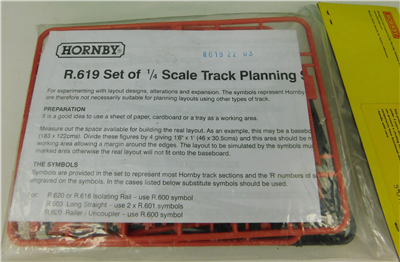 HORNBY
R619 22 03
R.619 Set of 1/4 Scale Track Planning S
For experimenting with layout designs, alterations and expansion. The symbols represent Hornby
are therefore not necessarily suitable for planning layouts using other types of track.
PREPARATION
It is a good idea to use a sheet of paper, cardboard or a tray as a working area.
Measure out the space available for building the real layout. As an example, this may be a baseboa
(183 x 122cms). Divide these figures by 4 giving 1'6" x 1' (46 x 30.5cms) and this area should be m
working area allowing a margin around the edges. The layout to be simulated by the symbols mus
marked area otherwise the real layout will not fit onto the baseboard.
THE SYMBOLS
Symbols are provided in the set to represent most Hornby track sections and the 'R' numbers of s
engraved on the symbols. In the cases listed below substitute symbols should be used.
For R.620 or R.618 Isolating Rail - use R.600 symbol
R.603 Long Straight - use 2 x R.601 symbols
Railer / Uncoupler - use R.600 symbol